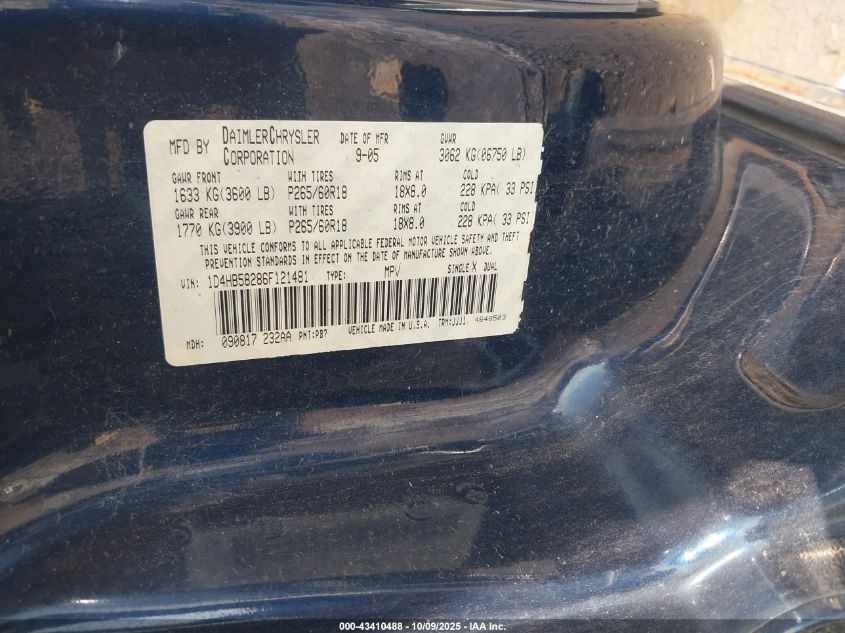 MFD BY DAIMLERCHRYSLER CORPORATION DATE OF MFR 9-05 GVWR 3062 KG(06750 LB)
GAWR FRONT WITH TIRES RIMS AT COLD
1633 KG(3600 LB) P265/60R18 18X8.0 228 KPA( 33 PSI
GAWR REAR WITH TIRES RIMS AT COLD
1770 KG(3900 LB) P265/60R18 18X8.0 228 KPA( 33 PSI
THIS VEHICLE CONFORMS TO ALL APPLICABLE FEDERAL MOTOR VEHICLE SAFETY AND THEFT
PREVENTION STANDARDS IN EFFECT ON THE DATE OF MANUFACTURE SHOWN ABOVE.
VIN: 1D4HB58286F121481 TYPE: MPV SINGLE X DUAL
MDH: 090817 232AA PNT:PB7 VEHICLE MADE IN U.S.A. TRM:JJJ1 4648503
000-43410488 - 10/09/2025 - IAA Inc.